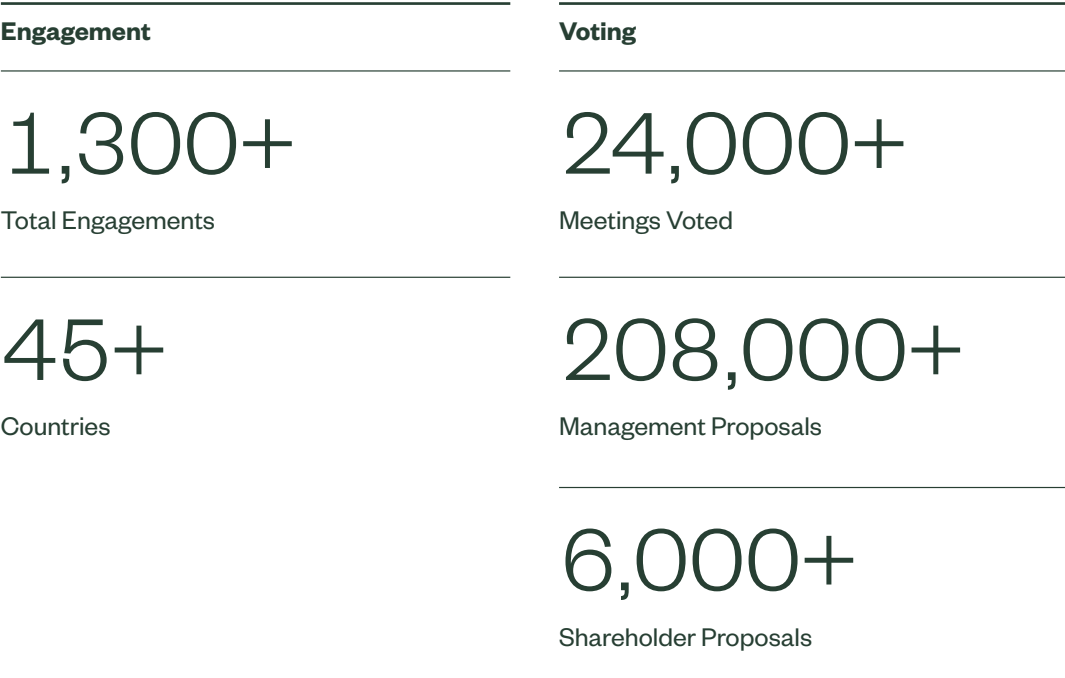 Engagement
1,300+
Total Engagements
45+
Countries
Voting
24,000+
Meetings Voted
208,000+
Management Proposals
6,000+
Shareholder Proposals